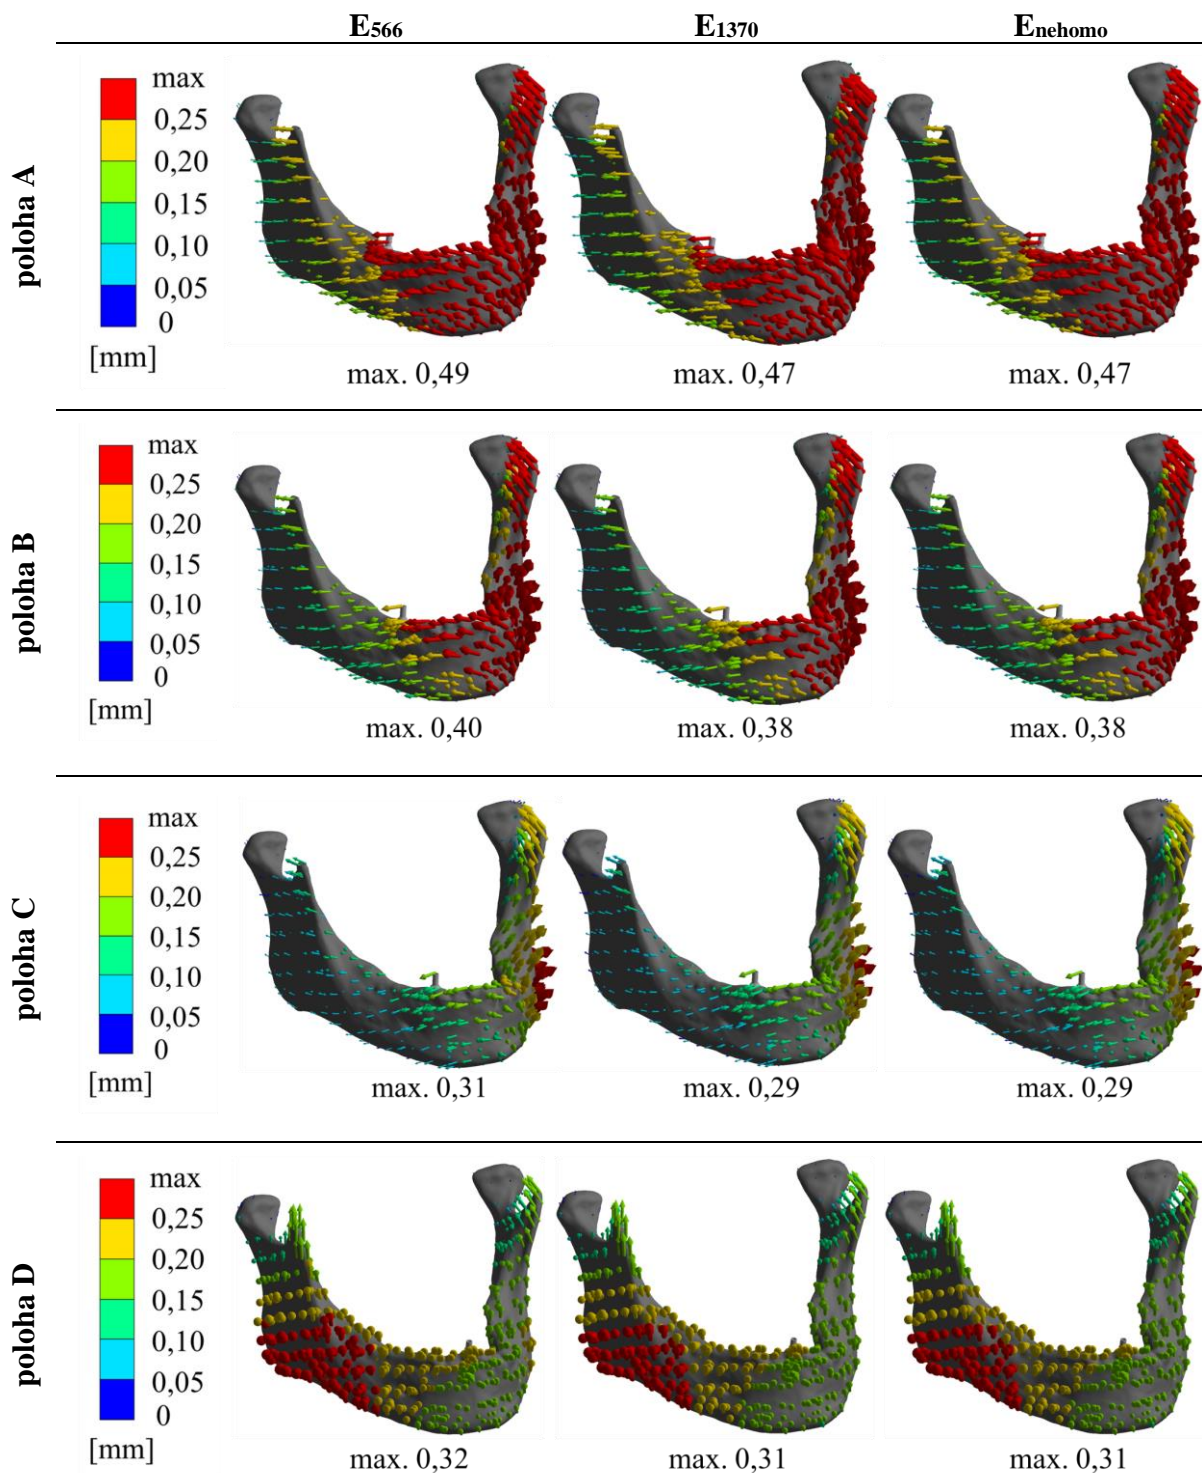 E566 E1370 Enehomo
poloha A
max
0,25
0,20
0,15
0,10
0,05
0
[mm]
max. 0,49 max. 0,47 max. 0,47
poloha B
max
0,25
0,20
0,15
0,10
0,05
0
[mm]
max. 0,40 max. 0,38 max. 0,38
poloha C
max
0,25
0,20
0,15
0,10
0,05
0
[mm]
max. 0,31 max. 0,29 max. 0,29
poloha D
max
0,25
0,20
0,15
0,10
0,05
0
[mm]
max. 0,32 max. 0,31 max. 0,31